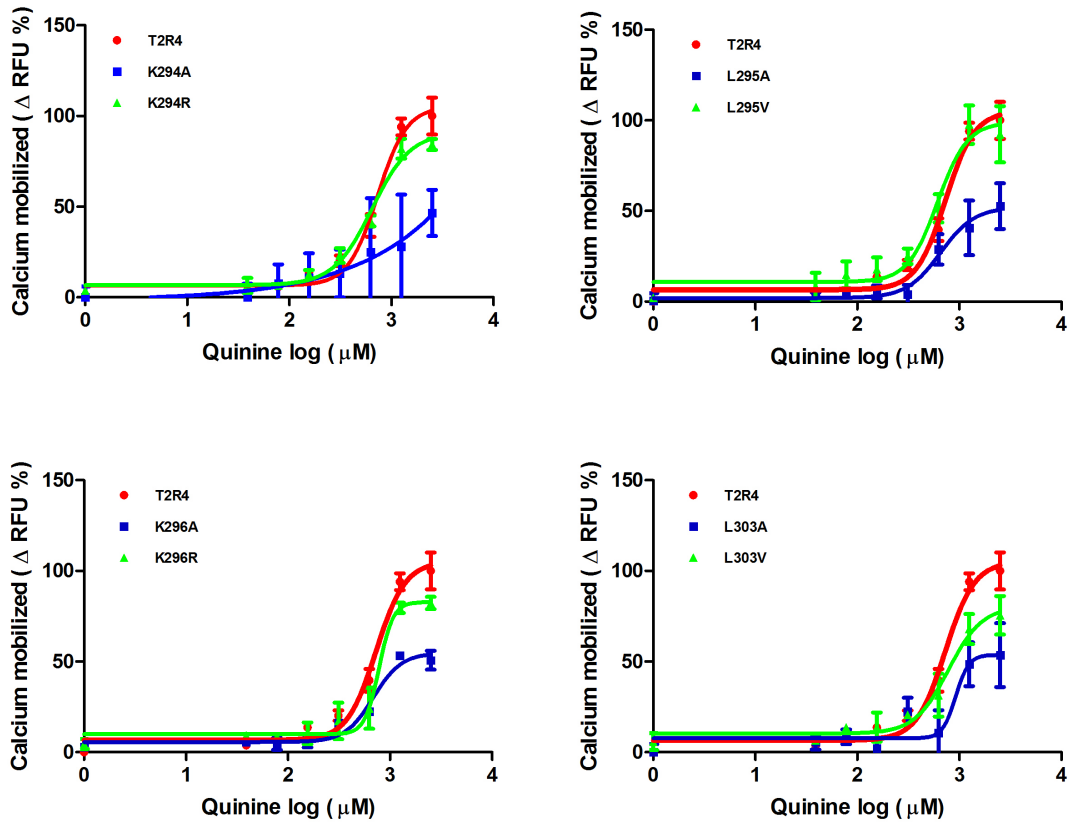 Calcium mobilized ( Δ RFU %)
150
100
50
0
T2R4
K294A
K294R
0
1
2
3
4
Quinine log ( μM)
Calcium mobilized ( Δ RFU %)
150
100
50
0
T2R4
L295A
L295V
0
1
2
3
4
Quinine log ( μM)
Calcium mobilized ( Δ RFU %)
150
100
50
0
T2R4
K296A
K296R
0
1
2
3
4
Quinine log ( μM)
Calcium mobilized ( Δ RFU %)
150
100
50
0
T2R4
L303A
L303V
0
1
2
3
4
Quinine log ( μM)